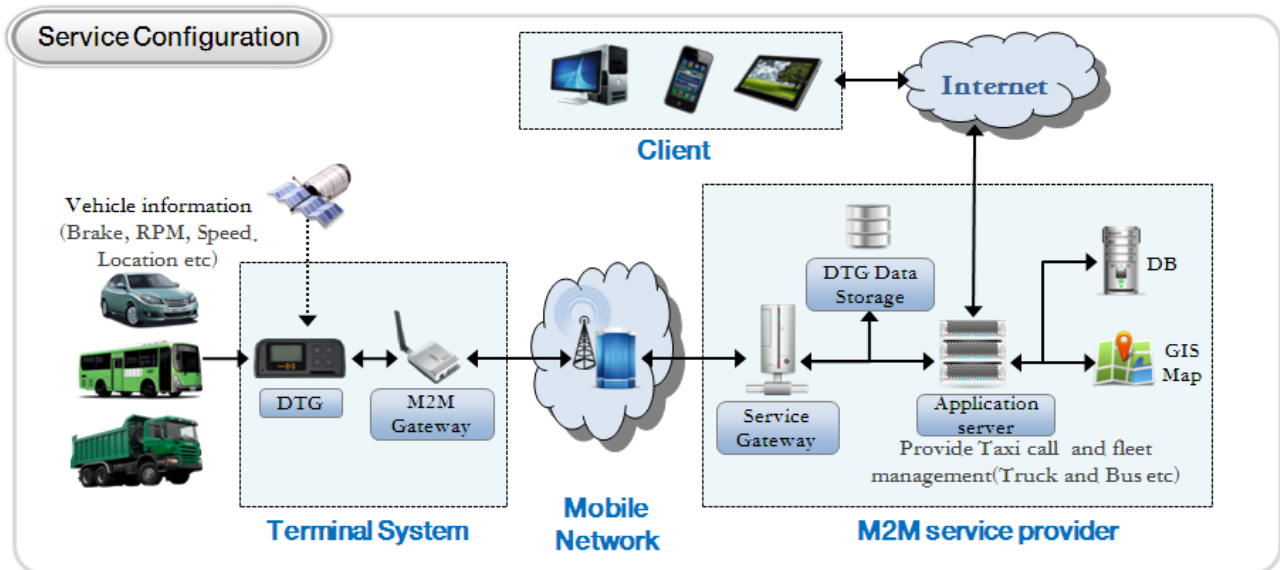 Service Configuration
Internet
Client
Vehicle information
(Brake, RPM, Speed,
Location etc)
DTG Data
Storage
DB
GIS
Map
DTG
M2M
Gateway
Service
Gateway
Application
server
Provide Taxi call and fleet
management(Truck and Bus etc)
Terminal System
Mobile
Network
M2M service provider